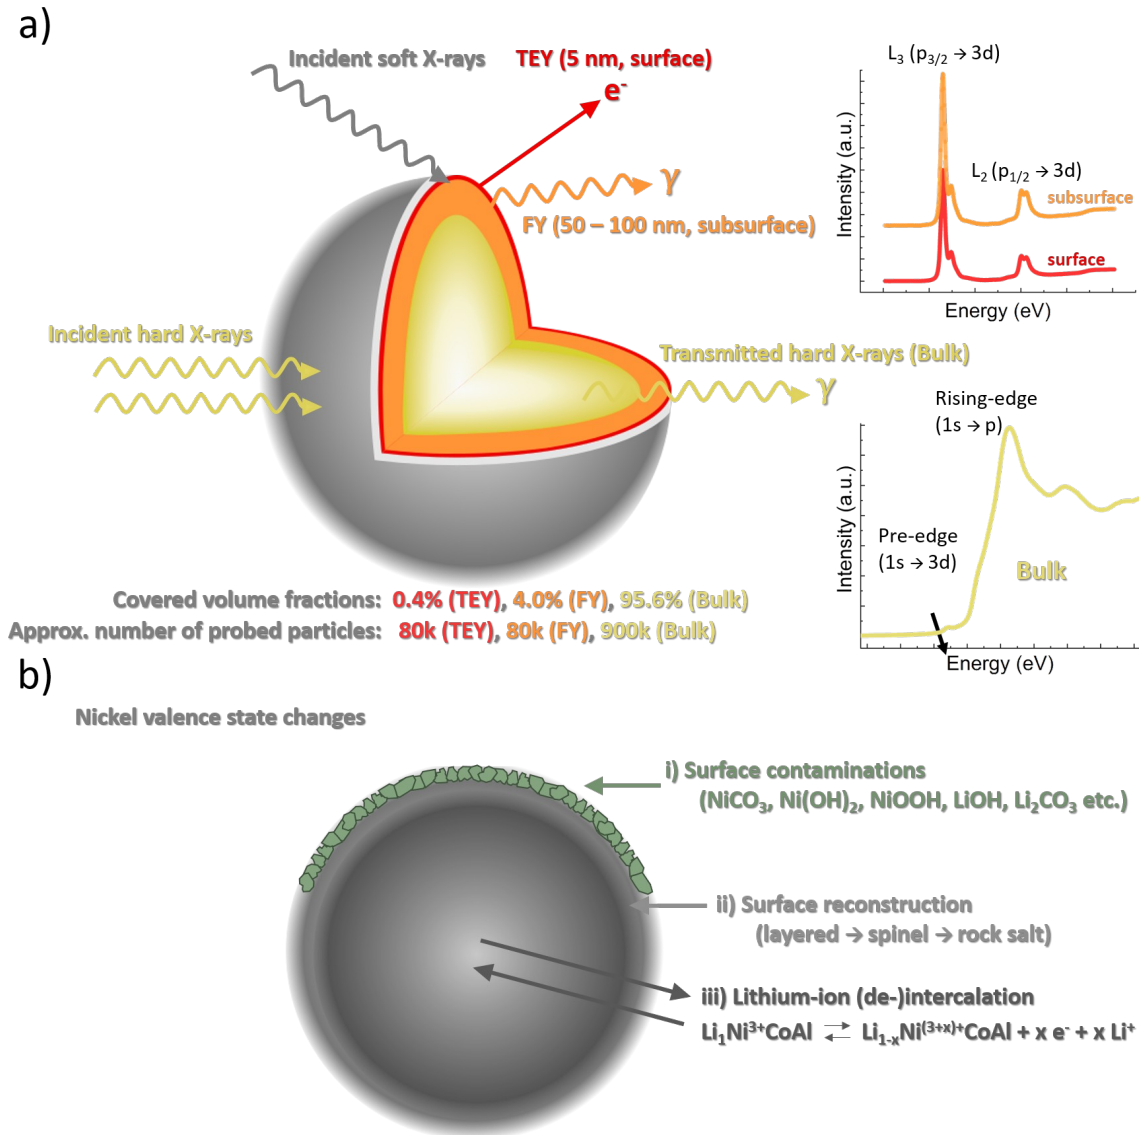 a)
Incident soft X-rays
TEY (5 nm, surface)
e⁻
γ
FY (50 – 100 nm, subsurface)
Incident hard X-rays
Transmitted hard X-rays (Bulk)
γ
Covered volume fractions: 0.4% (TEY), 4.0% (FY), 95.6% (Bulk)
Approx. number of probed particles: 80k (TEY), 80k (FY), 900k (Bulk)
L₃ (p₃/₂ → 3d)
L₂ (p₁/₂ → 3d)
subsurface
surface
Intensity (a.u.)
Energy (eV)
Rising-edge
(1s → p)
Pre-edge
(1s → 3d)
Bulk
Intensity (a.u.)
Energy (eV)
b)
Nickel valence state changes
i) Surface contaminations
(NiCO₃, Ni(OH)₂, NiOOH, LiOH, Li₂CO₃ etc.)
ii) Surface reconstruction
(layered → spinel → rock salt)
iii) Lithium-ion (de-)intercalation
Li₁Ni³⁺CoAl ⇄ Li₁₋ₓNi⁽³⁺ˣ⁾⁺CoAl + x e⁻ + x Li⁺